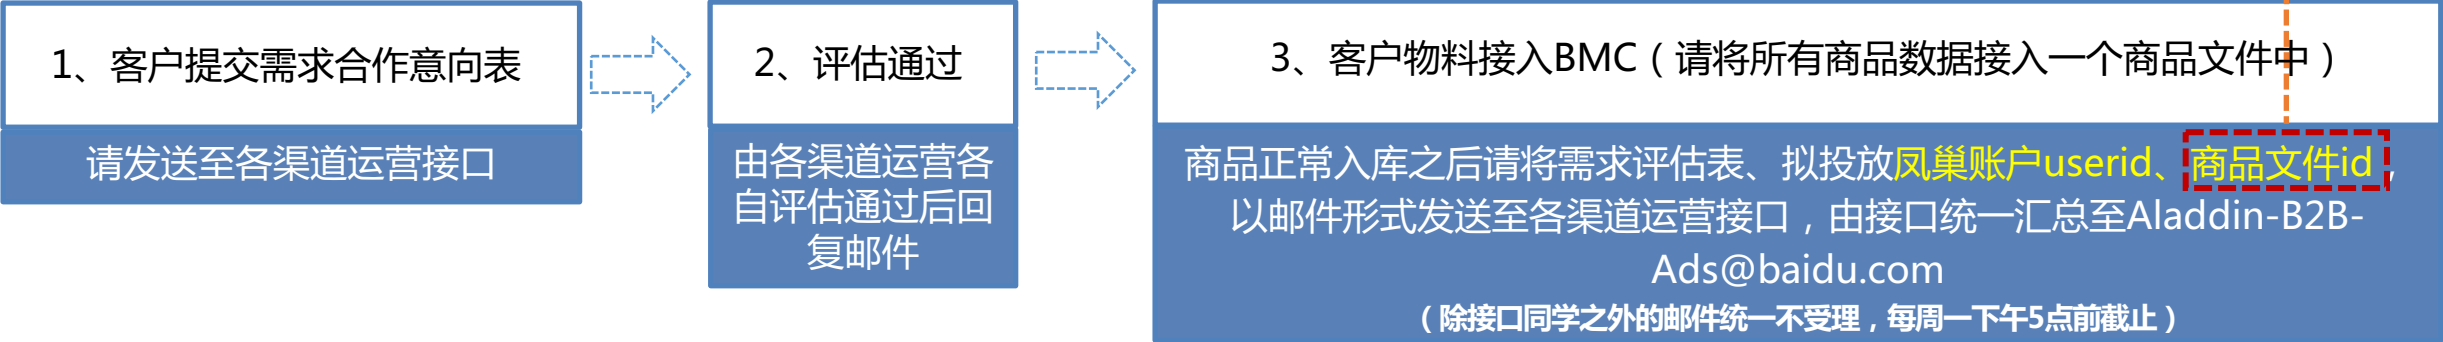 1、客户提交需求合作意向表
请发送至各渠道运营接口
2、评估通过
由各渠道运营各
自评估通过后回
复邮件
3、客户物料接入BMC（请将所有商品数据接入一个商品文件中）
商品正常入库之后请将需求评估表、拟投放凤巢账户userid、商品文件id，
以邮件形式发送至各渠道运营接口，由接口统一汇总至Aladdin-B2B-
Ads@baidu.com
（除接口同学之外的邮件统一不受理，每周一下午5点前截止）